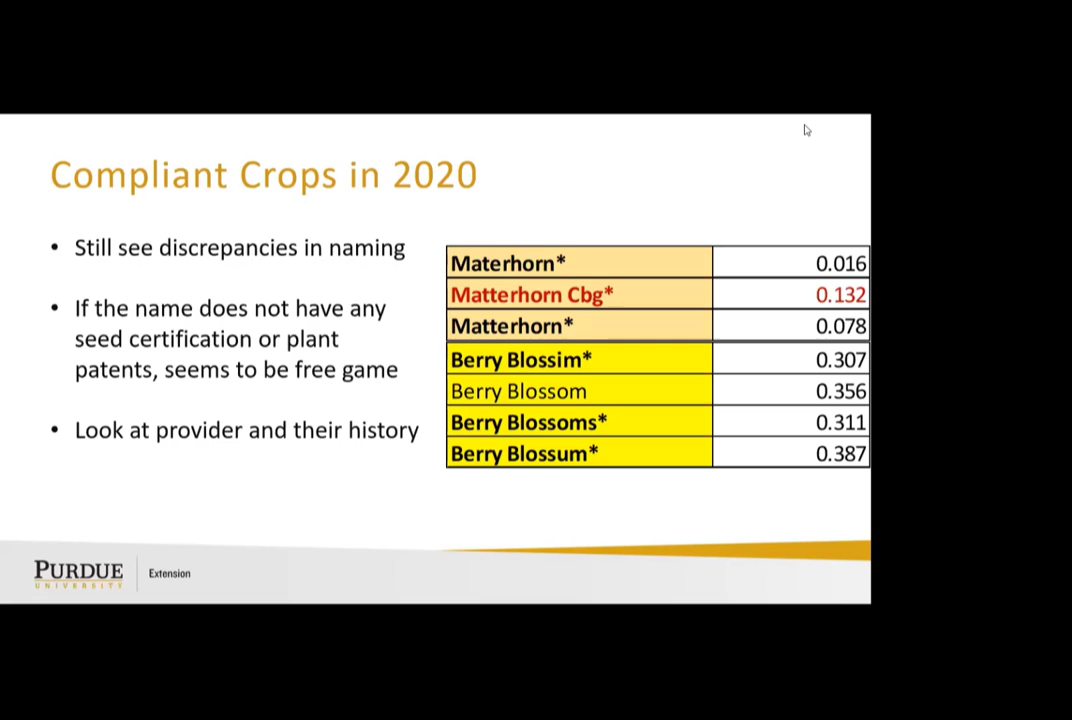 Compliant Crops in 2020
• Still see discrepancies in naming
• If the name does not have any
seed certification or plant
patents, seems to be free game
• Look at provider and their history
Materhorn* 0.016
Matterhorn Cbg* 0.132
Matterhorn* 0.078
Berry Blossim* 0.307
Berry Blossom 0.356
Berry Blossoms* 0.311
Berry Blossum* 0.387
PURDUE
UNIVERSITY
Extension